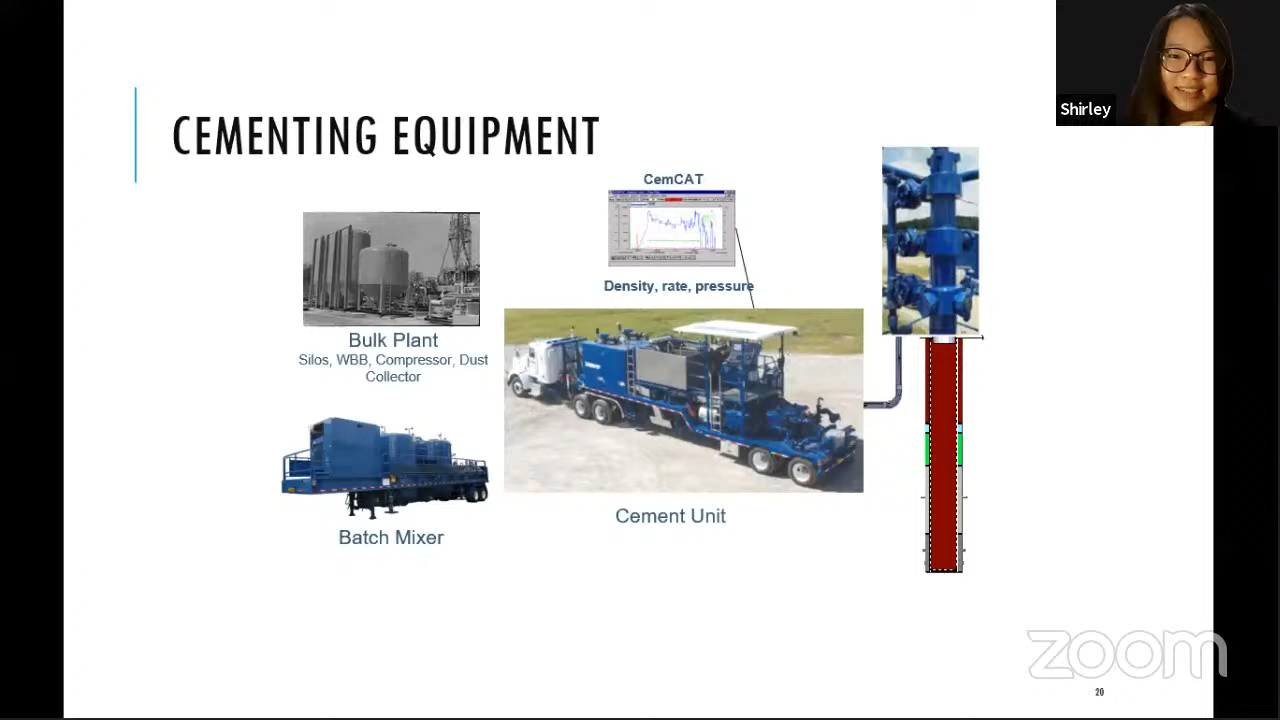 Shirley
CEMENTING EQUIPMENT
CemCAT
Density, rate, pressure
Bulk Plant
Silos, WBB, Compressor, Dust
Collector
Batch Mixer
Cement Unit
zoom
20